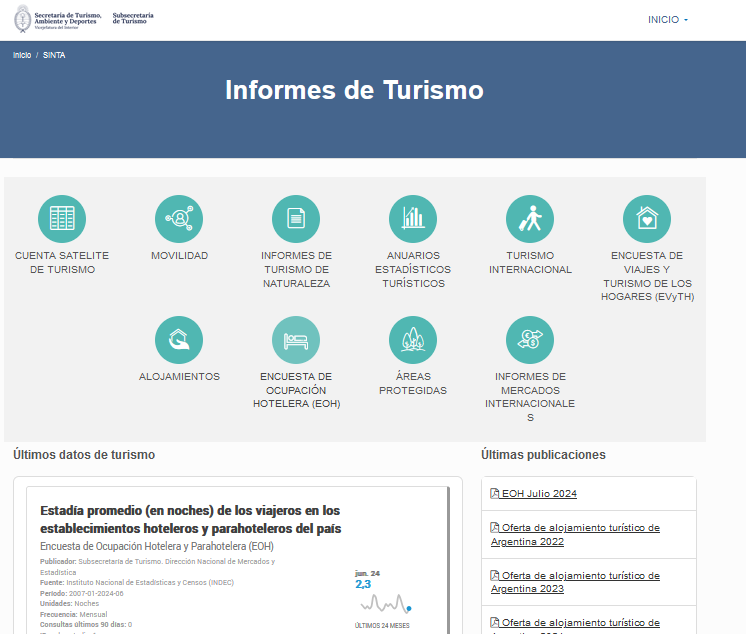 Secretaría de Turismo,
Ambiente y Deportes
Vicejefatura del Interior
Subsecretaría
de Turismo
INICIO
Inicio / SINTA
Informes de Turismo
CUENTA SATELITE
DE TURISMO
MOVILIDAD
INFORMES DE
TURISMO DE
NATURALEZA
ANUARIOS
ESTADÍSTICOS
TURÍSTICOS
TURISMO
INTERNACIONAL
ENCUESTA DE
VIAJES Y
TURISMO DE LOS
HOGARES (EVyTH)
ALOJAMIENTOS
ENCUESTA DE
OCUPACIÓN
HOTELERA (EOH)
ÁREAS
PROTEGIDAS
INFORMES DE
MERCADOS
INTERNACIONALE
S
Últimos datos de turismo
Estadía promedio (en noches) de los viajeros en los
establecimientos hoteleros y parahoteleros del país
Encuesta de Ocupación Hotelera y Parahotelera (EOH)
Publicador: Subsecretaría de Turismo. Dirección Nacional de Mercados y
Estadística
Fuente: Instituto Nacional de Estadísticas y Censos (INDEC)
Período: 2007-01-2024-06
Unidades: Noches
Frecuencia: Mensual
Consultas últimos 90 días: 0
jun. 24
2,3
ÚLTIMOS 24 MESES
Últimas publicaciones
EOH Julio 2024
Oferta de alojamiento turístico de
Argentina 2022
Oferta de alojamiento turístico de
Argentina 2023
Oferta de alojamiento turístico de